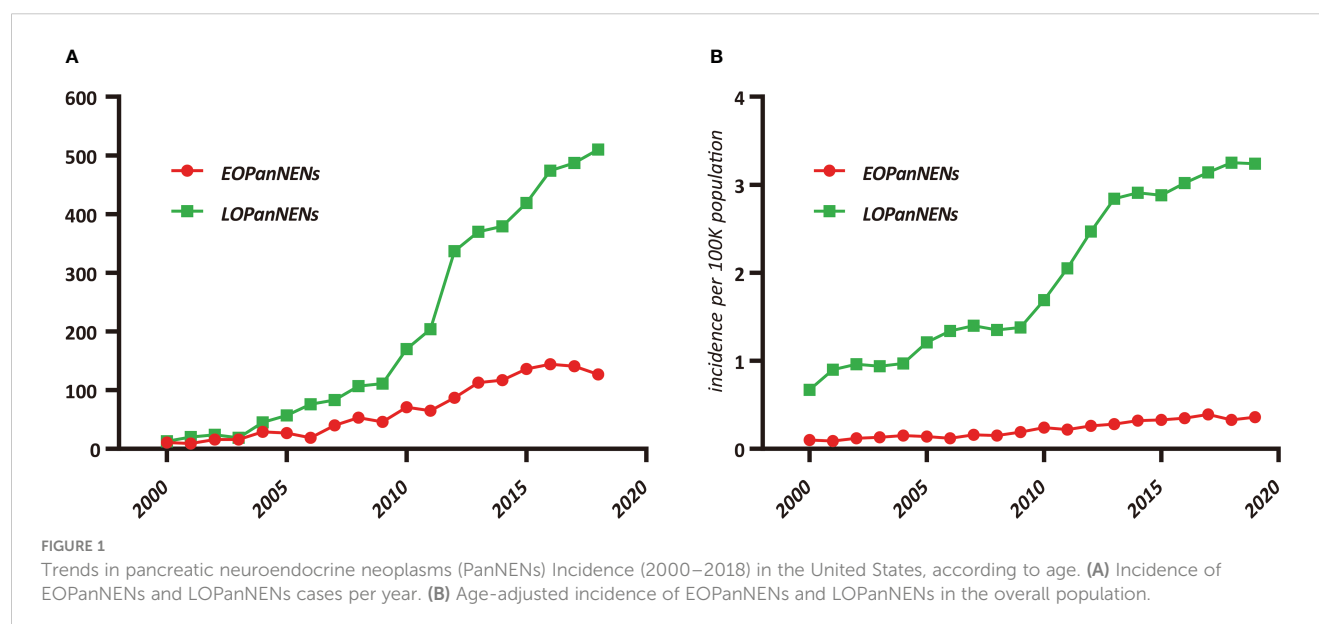 A
600
500
400
300
200
100
0
EOPanNENs
LOPanNENs
2000
2005
2010
2015
2020
B
incidence per 100K population
4
3
2
1
0
EOPanNENs
LOPanNENs
2000
2005
2010
2015
2020
FIGURE 1
Trends in pancreatic neuroendocrine neoplasms (PanNENs) Incidence (2000–2018) in the United States, according to age. (A) Incidence of
EOPanNENs and LOPanNENs cases per year. (B) Age-adjusted incidence of EOPanNENs and LOPanNENs in the overall population.